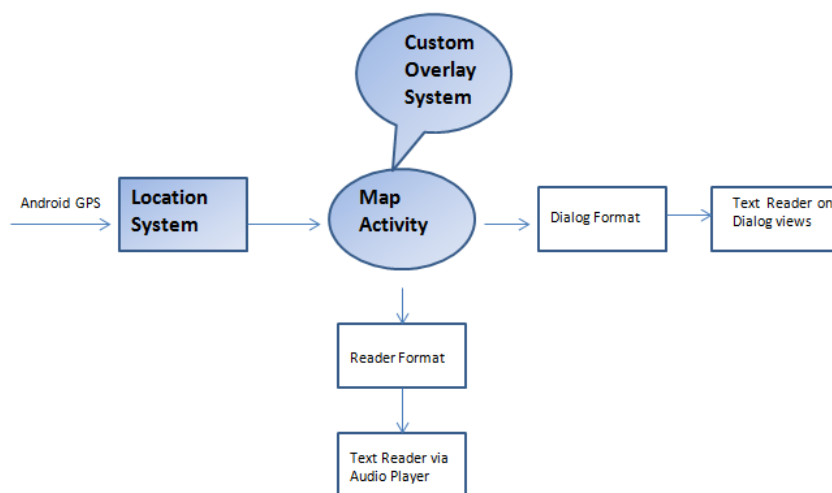 Custom
Overlay
System
Android GPS
Location
System
Map
Activity
Dialog Format
Text Reader on
Dialog views
Reader Format
Text Reader via
Audio Player